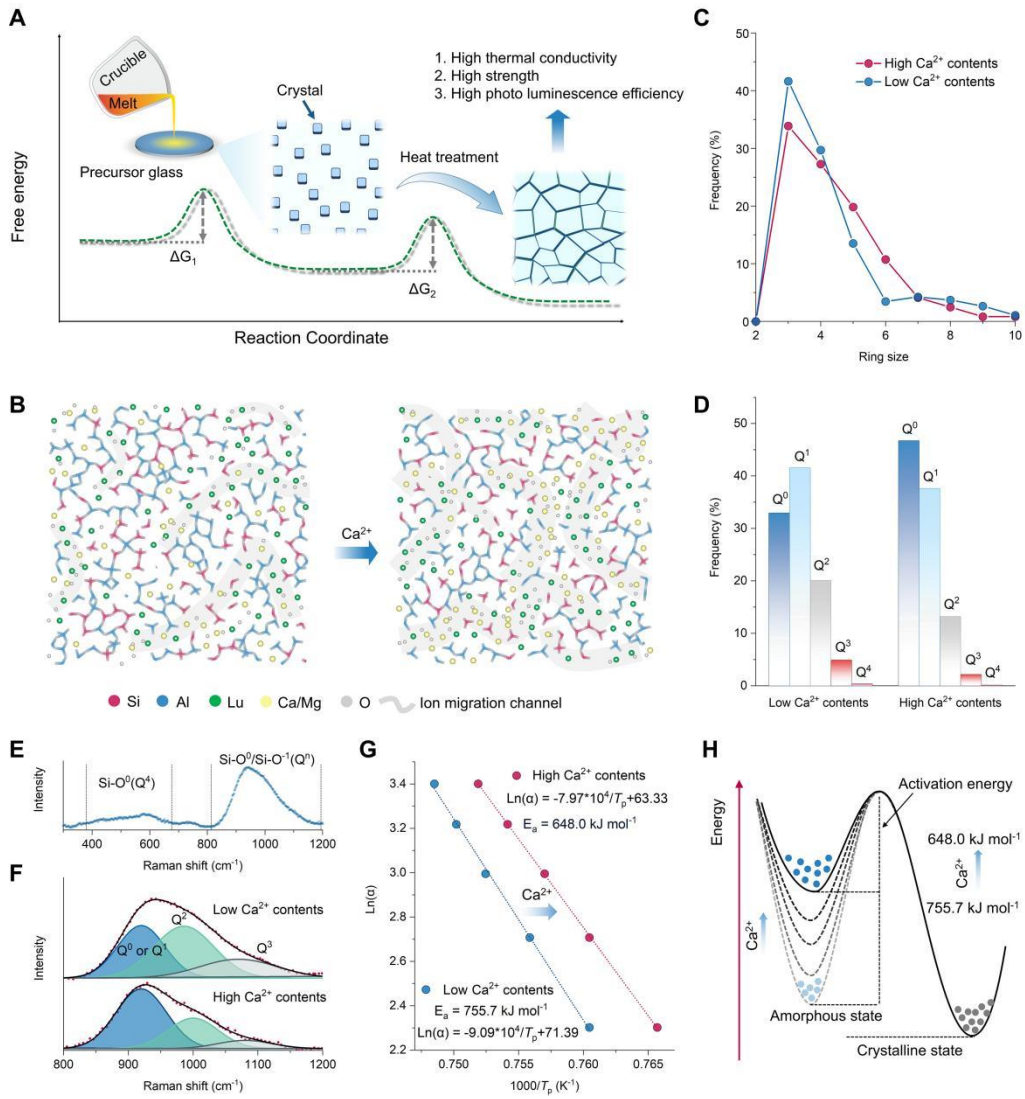 A
Crucible
Melt
Precursor glass
Crystal
Heat treatment
1. High thermal conductivity
2. High strength
3. High photo luminescence efficiency
Free energy
ΔG₁
ΔG₂
Reaction Coordinate
C
High Ca²⁺ contents
Low Ca²⁺ contents
Frequency (%)
50
40
30
20
10
0
2 4 6 8 10
Ring size
B
Ca²⁺
Si Al Lu Ca/Mg O Ion migration channel
D
Frequency (%)
50
40
30
20
10
0
Q⁰ Q¹ Q² Q³ Q⁴
Q⁰ Q¹ Q² Q³ Q⁴
Low Ca²⁺ contents High Ca²⁺ contents
E
Intensity
Si-O⁰(Q⁴)
Si-O⁰/Si-O⁻¹(Qⁿ)
400 600 800 1000 1200
Raman shift (cm⁻¹)
F
Intensity
Low Ca²⁺ contents
Q⁰ or Q¹
Q²
Q³
High Ca²⁺ contents
800 900 1000 1100 1200
Raman shift (cm⁻¹)
G
Ln(α)
3.4
3.2
3.0
2.8
2.6
2.4
2.2
High Ca²⁺ contents
Ln(α) = -7.97*10⁴/Tₚ+63.33
Eₐ = 648.0 kJ mol⁻¹
Ca²⁺
Low Ca²⁺ contents
Eₐ = 755.7 kJ mol⁻¹
Ln(α) = -9.09*10⁴/Tₚ+71.39
0.750 0.755 0.760 0.765
1000/Tₚ (K⁻¹)
H
Energy
Activation energy
648.0 kJ mol⁻¹
Ca²⁺
755.7 kJ mol⁻¹
Ca²⁺
Amorphous state
Crystalline state